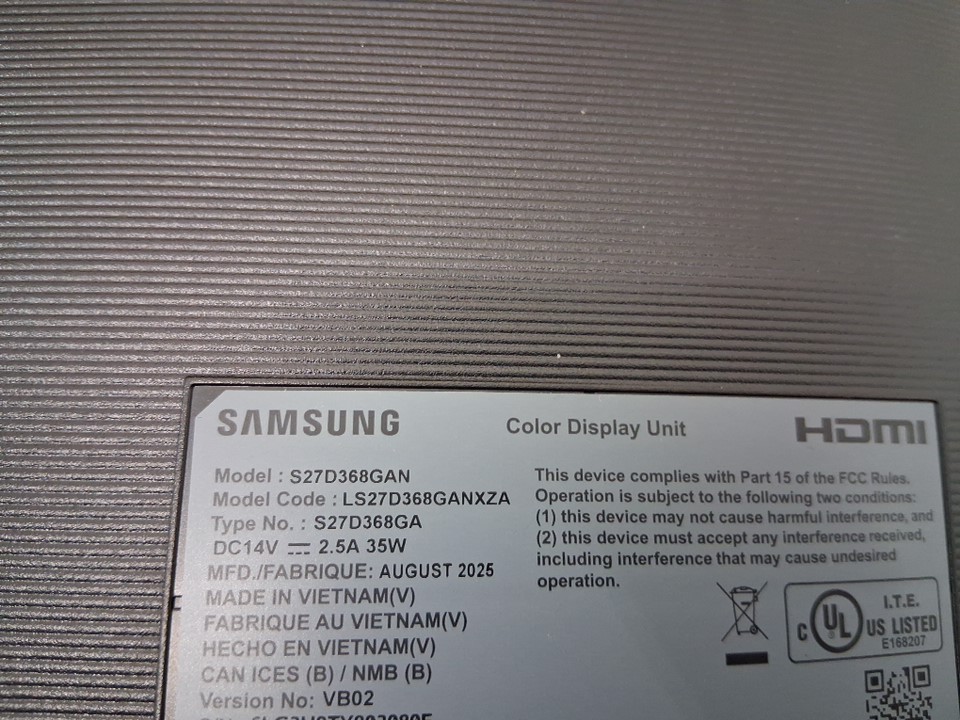 SAMSUNG
Color Display Unit
HDMI
Model : S27D368GAN
Model Code : LS27D368GANXZA
Type No. : S27D368GA
DC14V ⎓ 2.5A 35W
MFD./FABRIQUE: AUGUST 2025
MADE IN VIETNAM(V)
FABRIQUE AU VIETNAM(V)
HECHO EN VIETNAM(V)
CAN ICES (B) / NMB (B)
Version No: VB02
This device complies with Part 15 of the FCC Rules.
Operation is subject to the following two conditions:
(1) this device may not cause harmful interference, and
(2) this device must accept any interference received,
including interference that may cause undesired
operation.
C UL US LISTED
I.T.E.
E168207